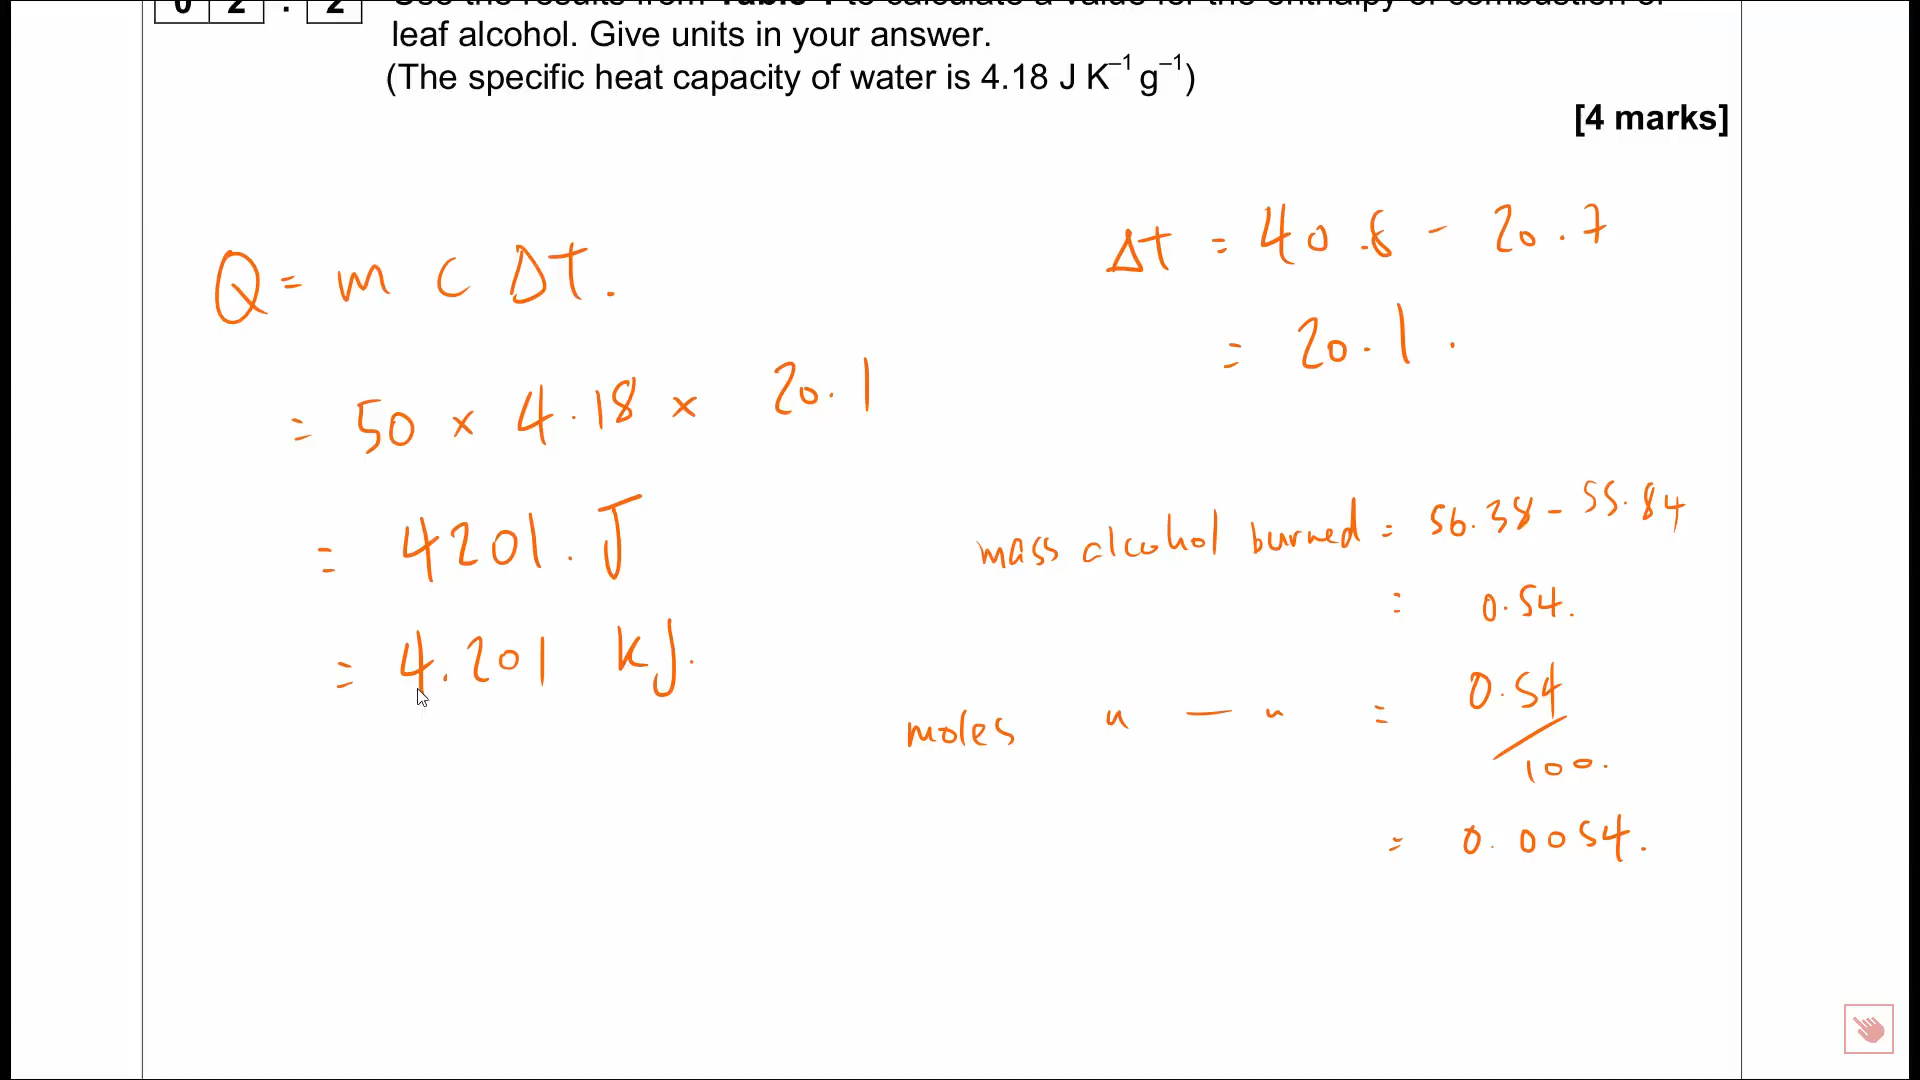 02.2
leaf alcohol. Give units in your answer.
(The specific heat capacity of water is 4.18 J K⁻¹ g⁻¹)
[4 marks]
Q = m c Δt.
= 50 × 4.18 × 20.1
= 4201. J
= 4.201 kJ.
Δt = 40.8 - 20.7
= 20.1.
mass alcohol burned = 56.38 - 55.84
= 0.54.
moles " — " = 0.54/100.
= 0.0054.